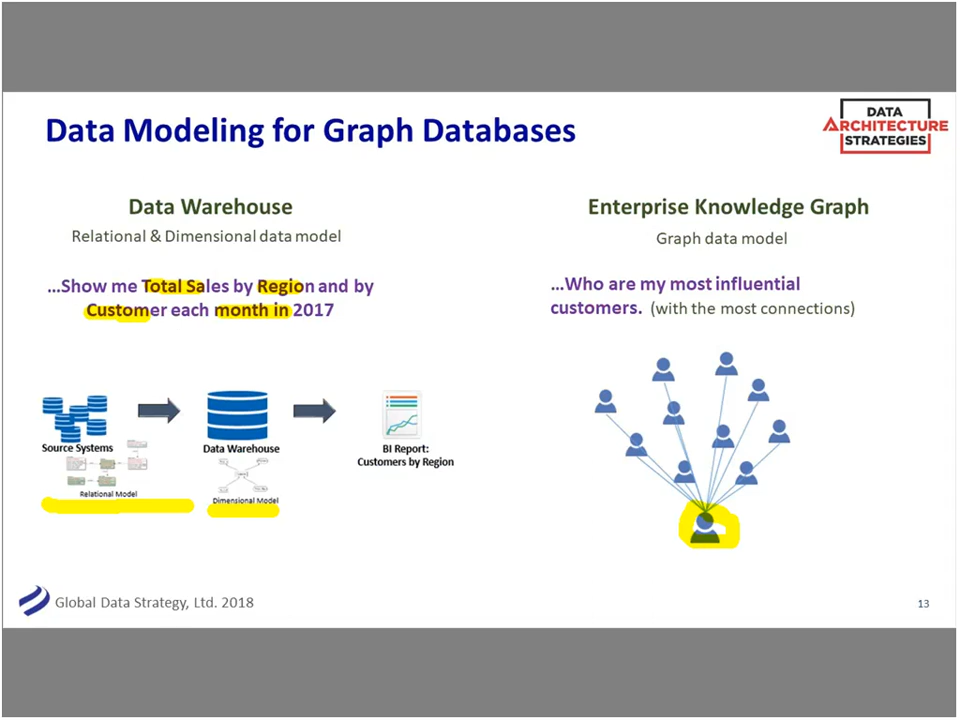 Data Modeling for Graph Databases
DATA
ARCHITECTURE
STRATEGIES
Data Warehouse
Relational & Dimensional data model
...Show me Total Sales by Region and by
Customer each month in 2017
Source Systems
Relational Model
Data Warehouse
Dimensional Model
BI Report:
Customers by Region
Enterprise Knowledge Graph
Graph data model
...Who are my most influential
customers. (with the most connections)
Global Data Strategy, Ltd. 2018
13